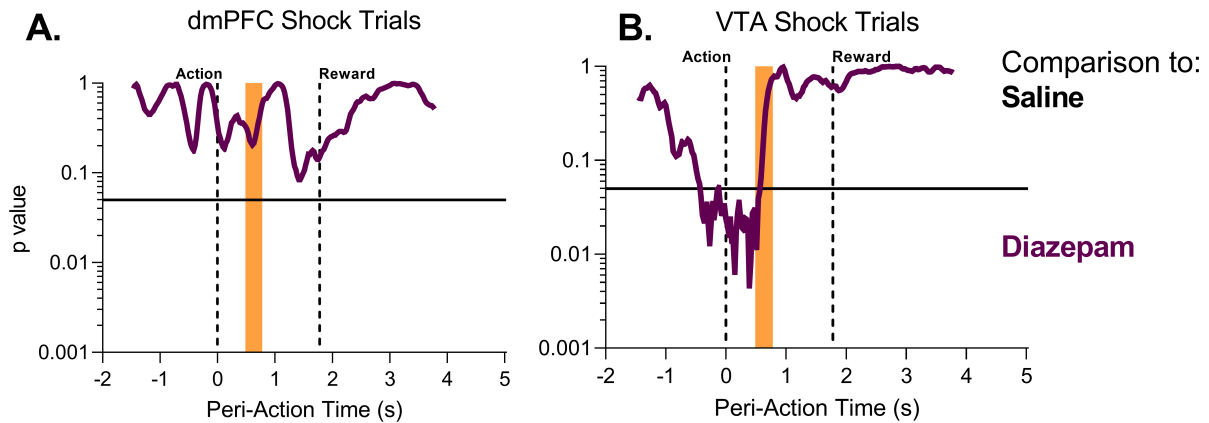 A.
dmPFC Shock Trials
Action
Reward
p value
1
0.1
0.01
0.001
-2 -1 0 1 2 3 4 5
Peri-Action Time (s)
B.
VTA Shock Trials
Action
Reward
1
0.1
0.01
0.001
-2 -1 0 1 2 3 4 5
Peri-Action Time (s)
Comparison to:
Saline
Diazepam